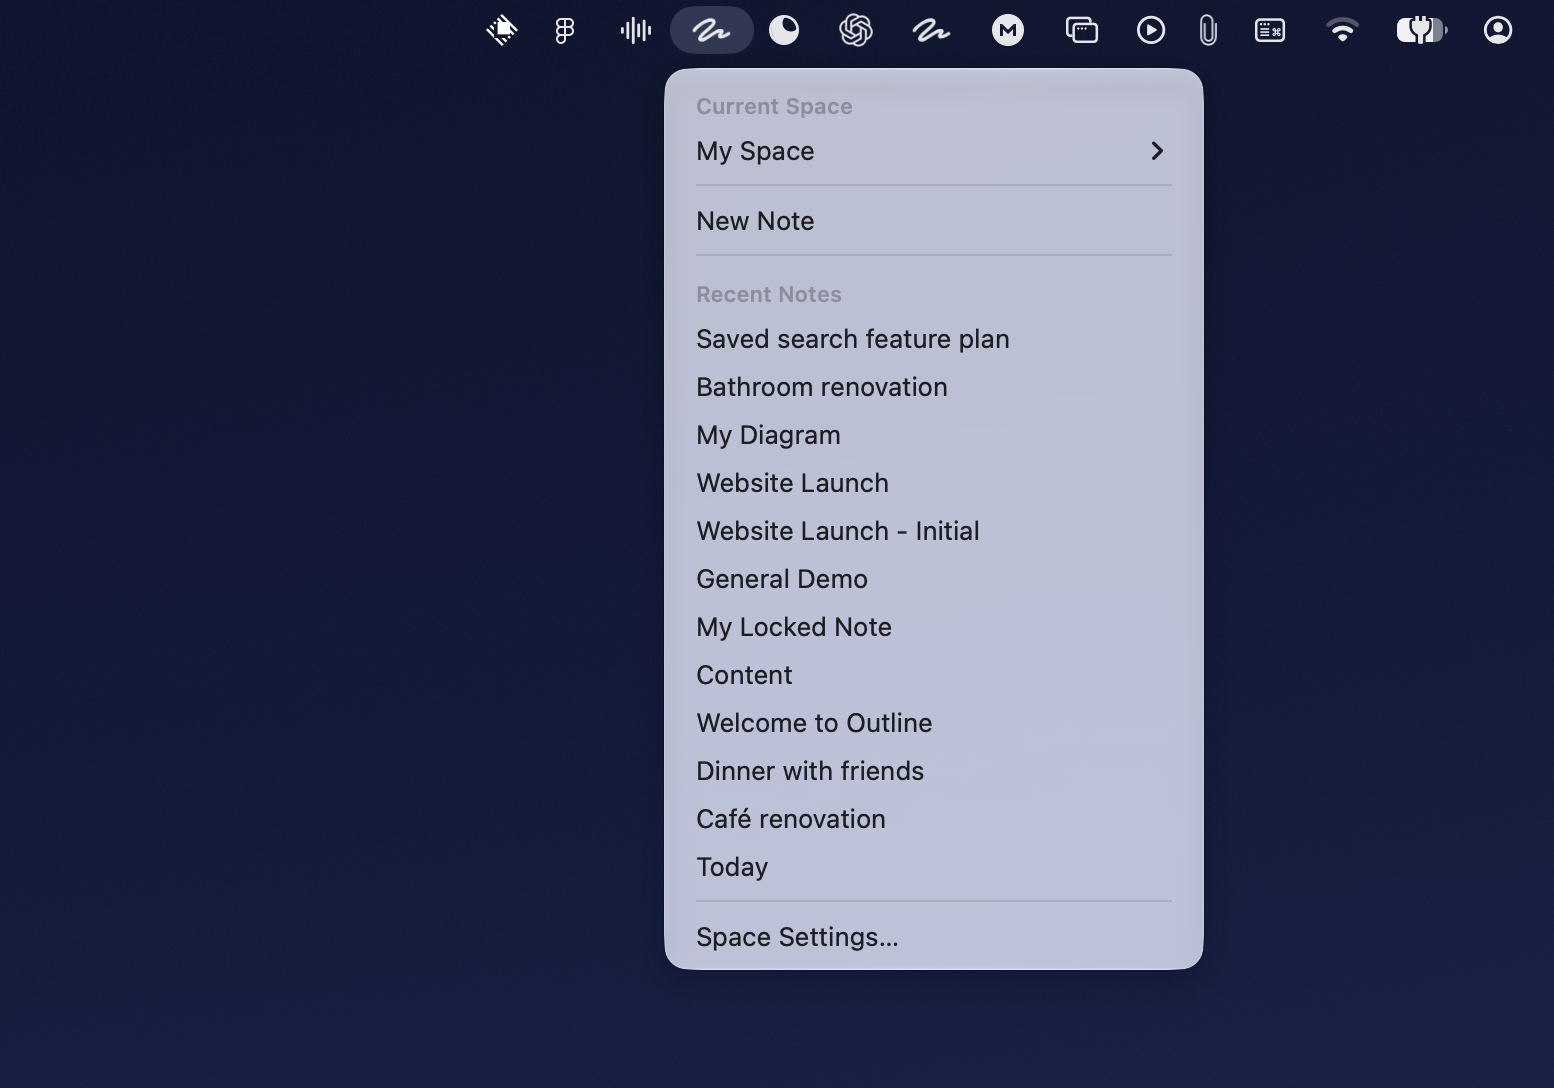 Current Space
My Space
New Note
Recent Notes
Saved search feature plan
Bathroom renovation
My Diagram
Website Launch
Website Launch - Initial
General Demo
My Locked Note
Content
Welcome to Outline
Dinner with friends
Café renovation
Today
Space Settings...